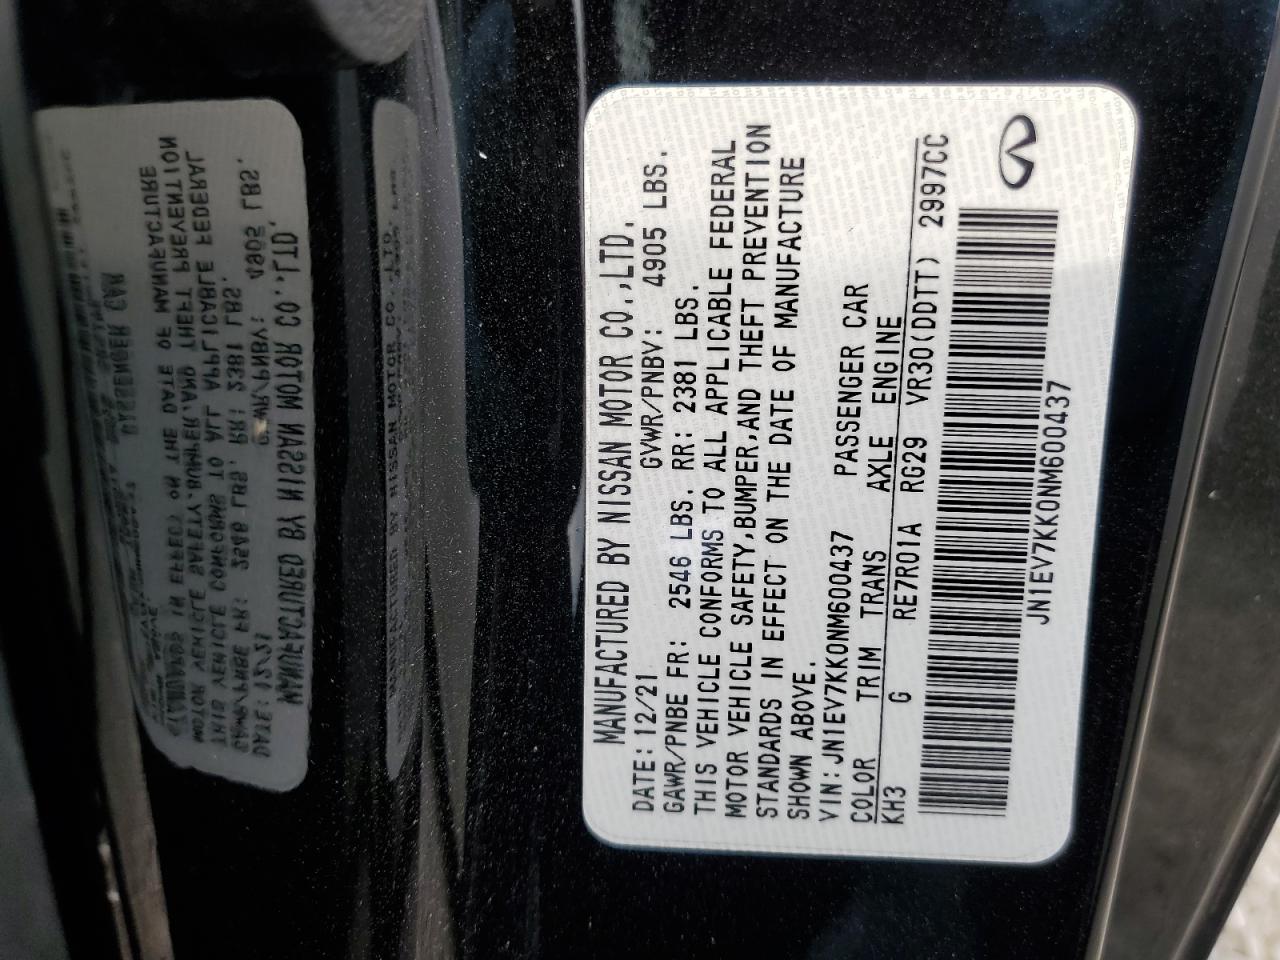 MANUFACTURED BY NISSAN MOTOR CO.,LTD.
DATE:12/21 GVWR/PNBV: 4905 LBS.
GAWR/PNBE FR: 2546 LBS. RR: 2381 LBS.
THIS VEHICLE CONFORMS TO ALL APPLICABLE FEDERAL
MOTOR VEHICLE SAFETY,BUMPER,AND THEFT PREVENTION
STANDARDS IN EFFECT ON THE DATE OF MANUFACTURE
SHOWN ABOVE.
VIN:JN1EV7KK0NM600437 PASSENGER CAR
COLOR TRIM TRANS AXLE ENGINE
KH3 G RE7R01A RG29 VR30(DDTT) 2997CC
JN1EV7KK0NM600437